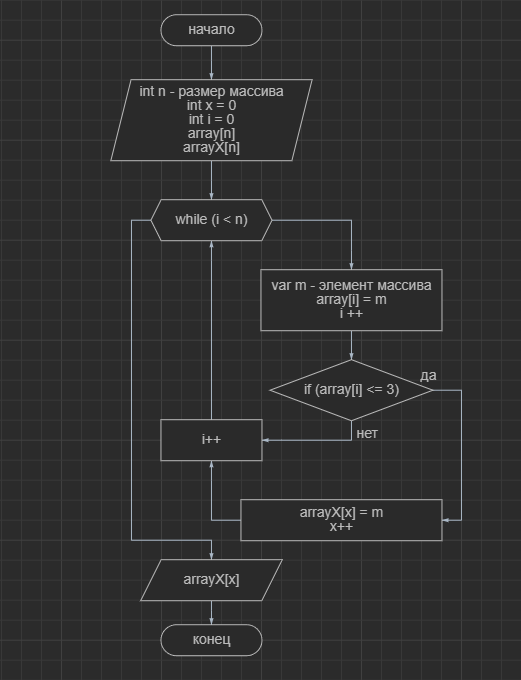 начало
int n - размер массива
int x = 0
int i = 0
array[n]
arrayX[n]
while (i < n)
var m - элемент массива
array[i] = m
i ++
if (array[i] <= 3)
да
нет
i++
arrayX[x] = m
x++
arrayX[x]
конец